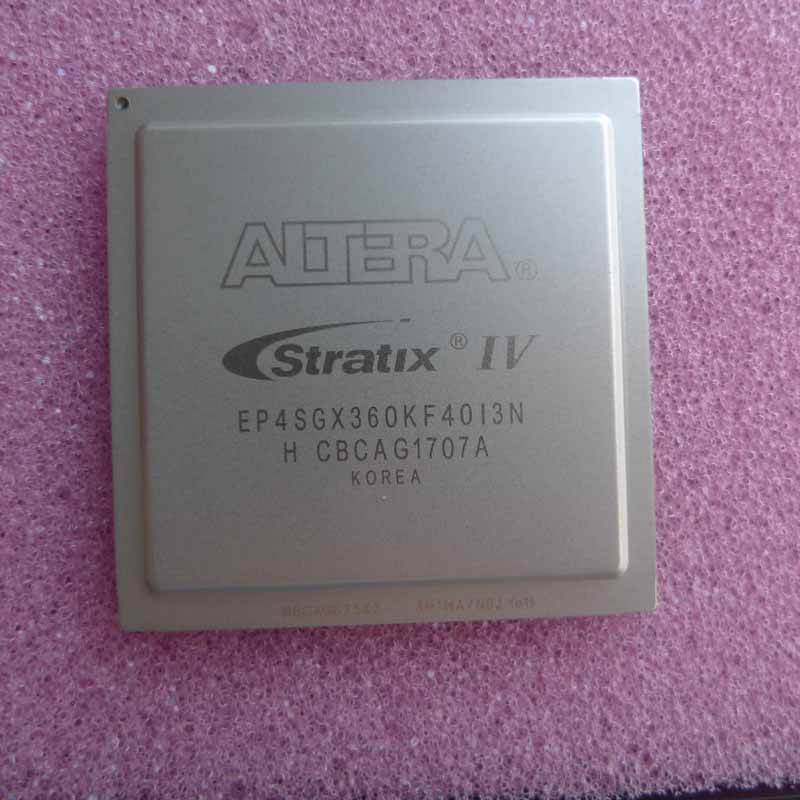 ALTERA®
Stratix® IV
EP4SGX360KF40I3N
H CBCAG1707A
KOREA